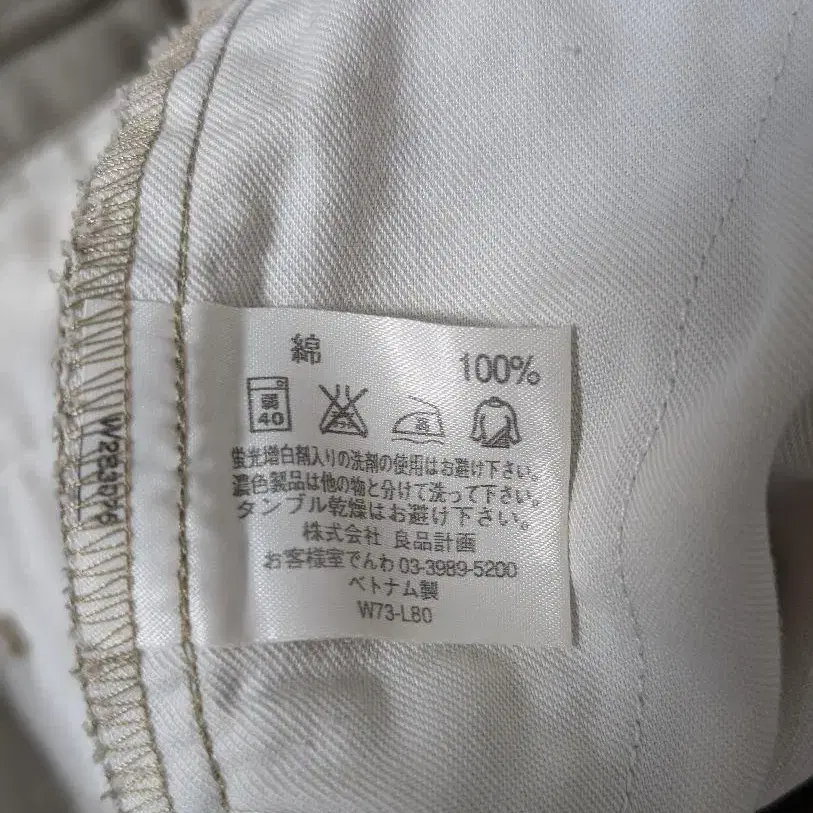 綿
100%
弱
40
高
蛍光増白剤入りの洗剤の使用はお避け下さい。
濃色製品は他の物と分けて洗って下さい。
タンブル乾燥はお避け下さい。
株式会社 良品計画
お客様室でんわ 03-3989-5200
ベトナム製
W73-L80